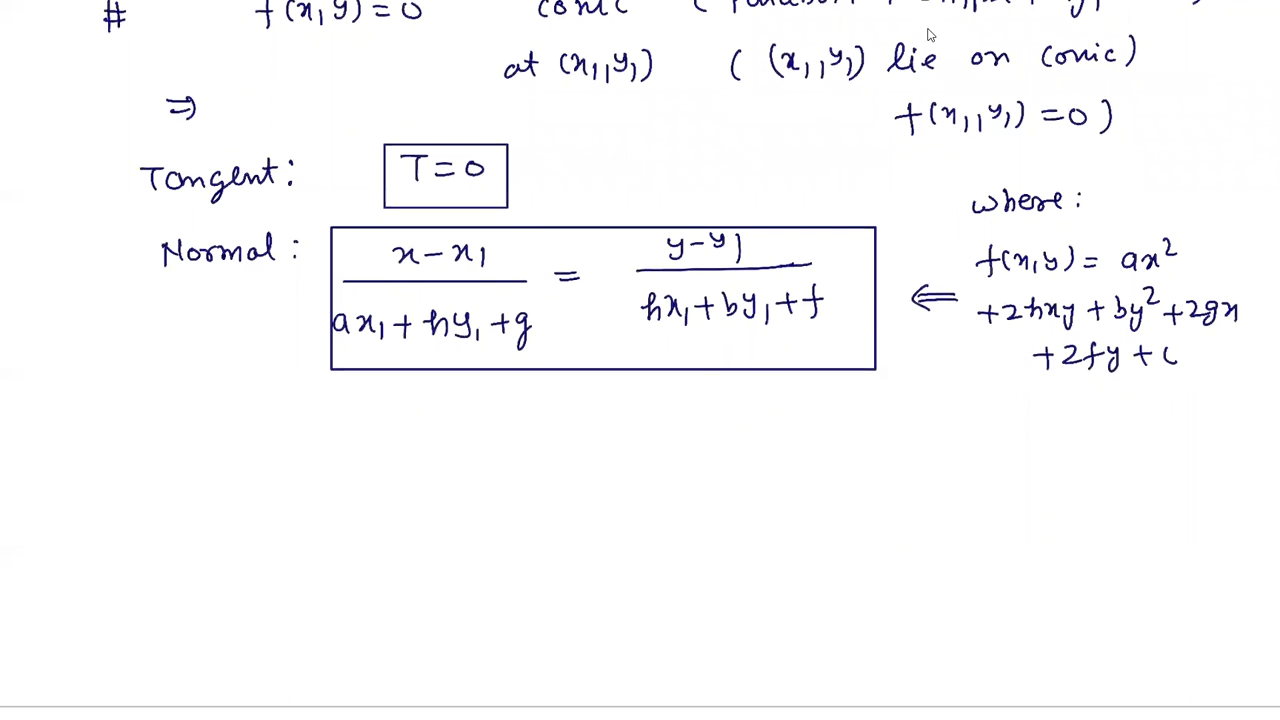 # f(x,y)=0 conic (
at (x₁,y₁) ( (x₁,y₁) lie on conic)
⇒ f(x₁,y₁) =0 )
Tangent: T=0
where:
Normal: (x-x₁)/(ax₁+hy₁+g) = (y-y₁)/(hx₁+by₁+f) ⇐ f(x,y)= ax²
+2hxy+by²+2gx
+2fy+c